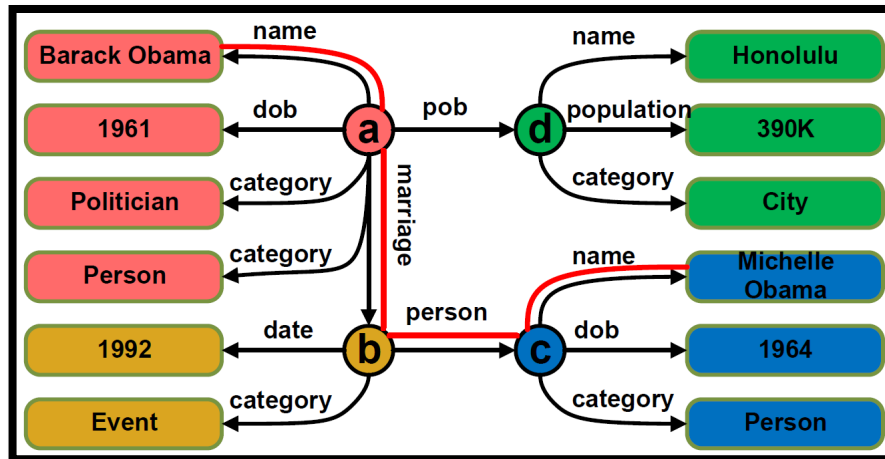 name
name
Barack Obama
Honolulu
dob
pob
population
1961
a
d
390K
category
category
Politician
marriage
City
category
name
Person
Michelle
Obama
person
date
dob
1992
b
c
1964
category
category
Event
Person